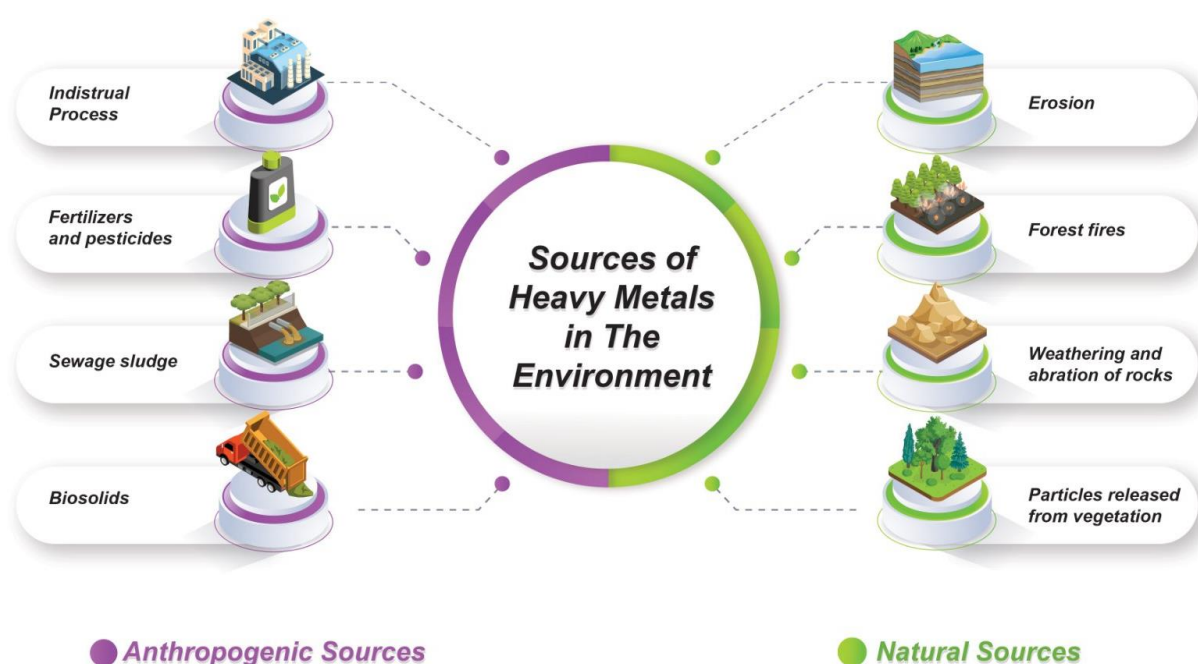 Indistrual
Process
Fertilizers
and pesticides
Sewage sludge
Biosolids
Sources of
Heavy Metals
in The
Environment
Erosion
Forest fires
Weathering and
abration of rocks
Particles released
from vegetation
Anthropogenic Sources
Natural Sources